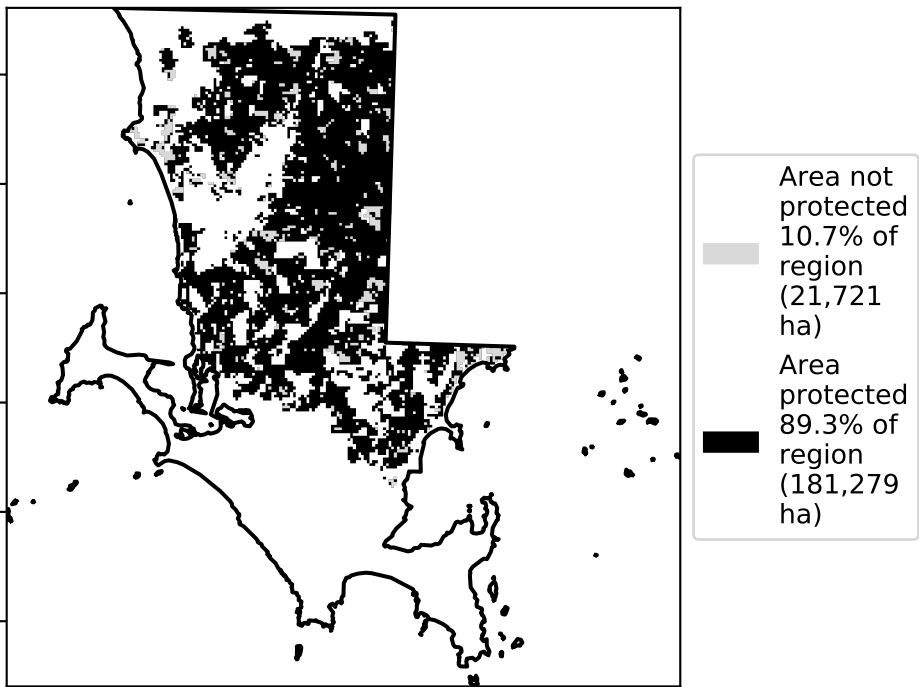 Area not
protected
10.7% of
region
(21,721
ha)
Area
protected
89.3% of
region
(181,279
ha)